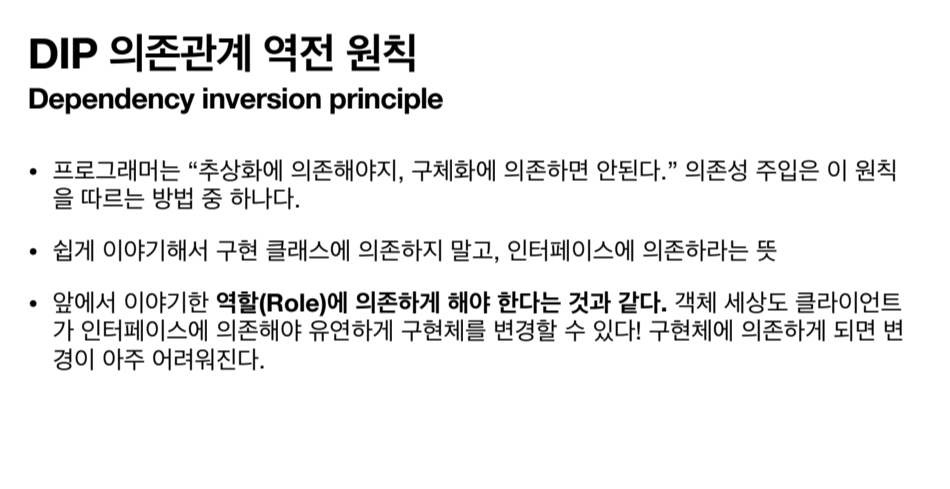 DIP 의존관계 역전 원칙
Dependency inversion principle
• 프로그래머는 “추상화에 의존해야지, 구체화에 의존하면 안된다.” 의존성 주입은 이 원칙
을 따르는 방법 중 하나다.
• 쉽게 이야기해서 구현 클래스에 의존하지 말고, 인터페이스에 의존하라는 뜻
• 앞에서 이야기한 역할(Role)에 의존하게 해야 한다는 것과 같다. 객체 세상도 클라이언트
가 인터페이스에 의존해야 유연하게 구현체를 변경할 수 있다! 구현체에 의존하게 되면 변
경이 아주 어려워진다.